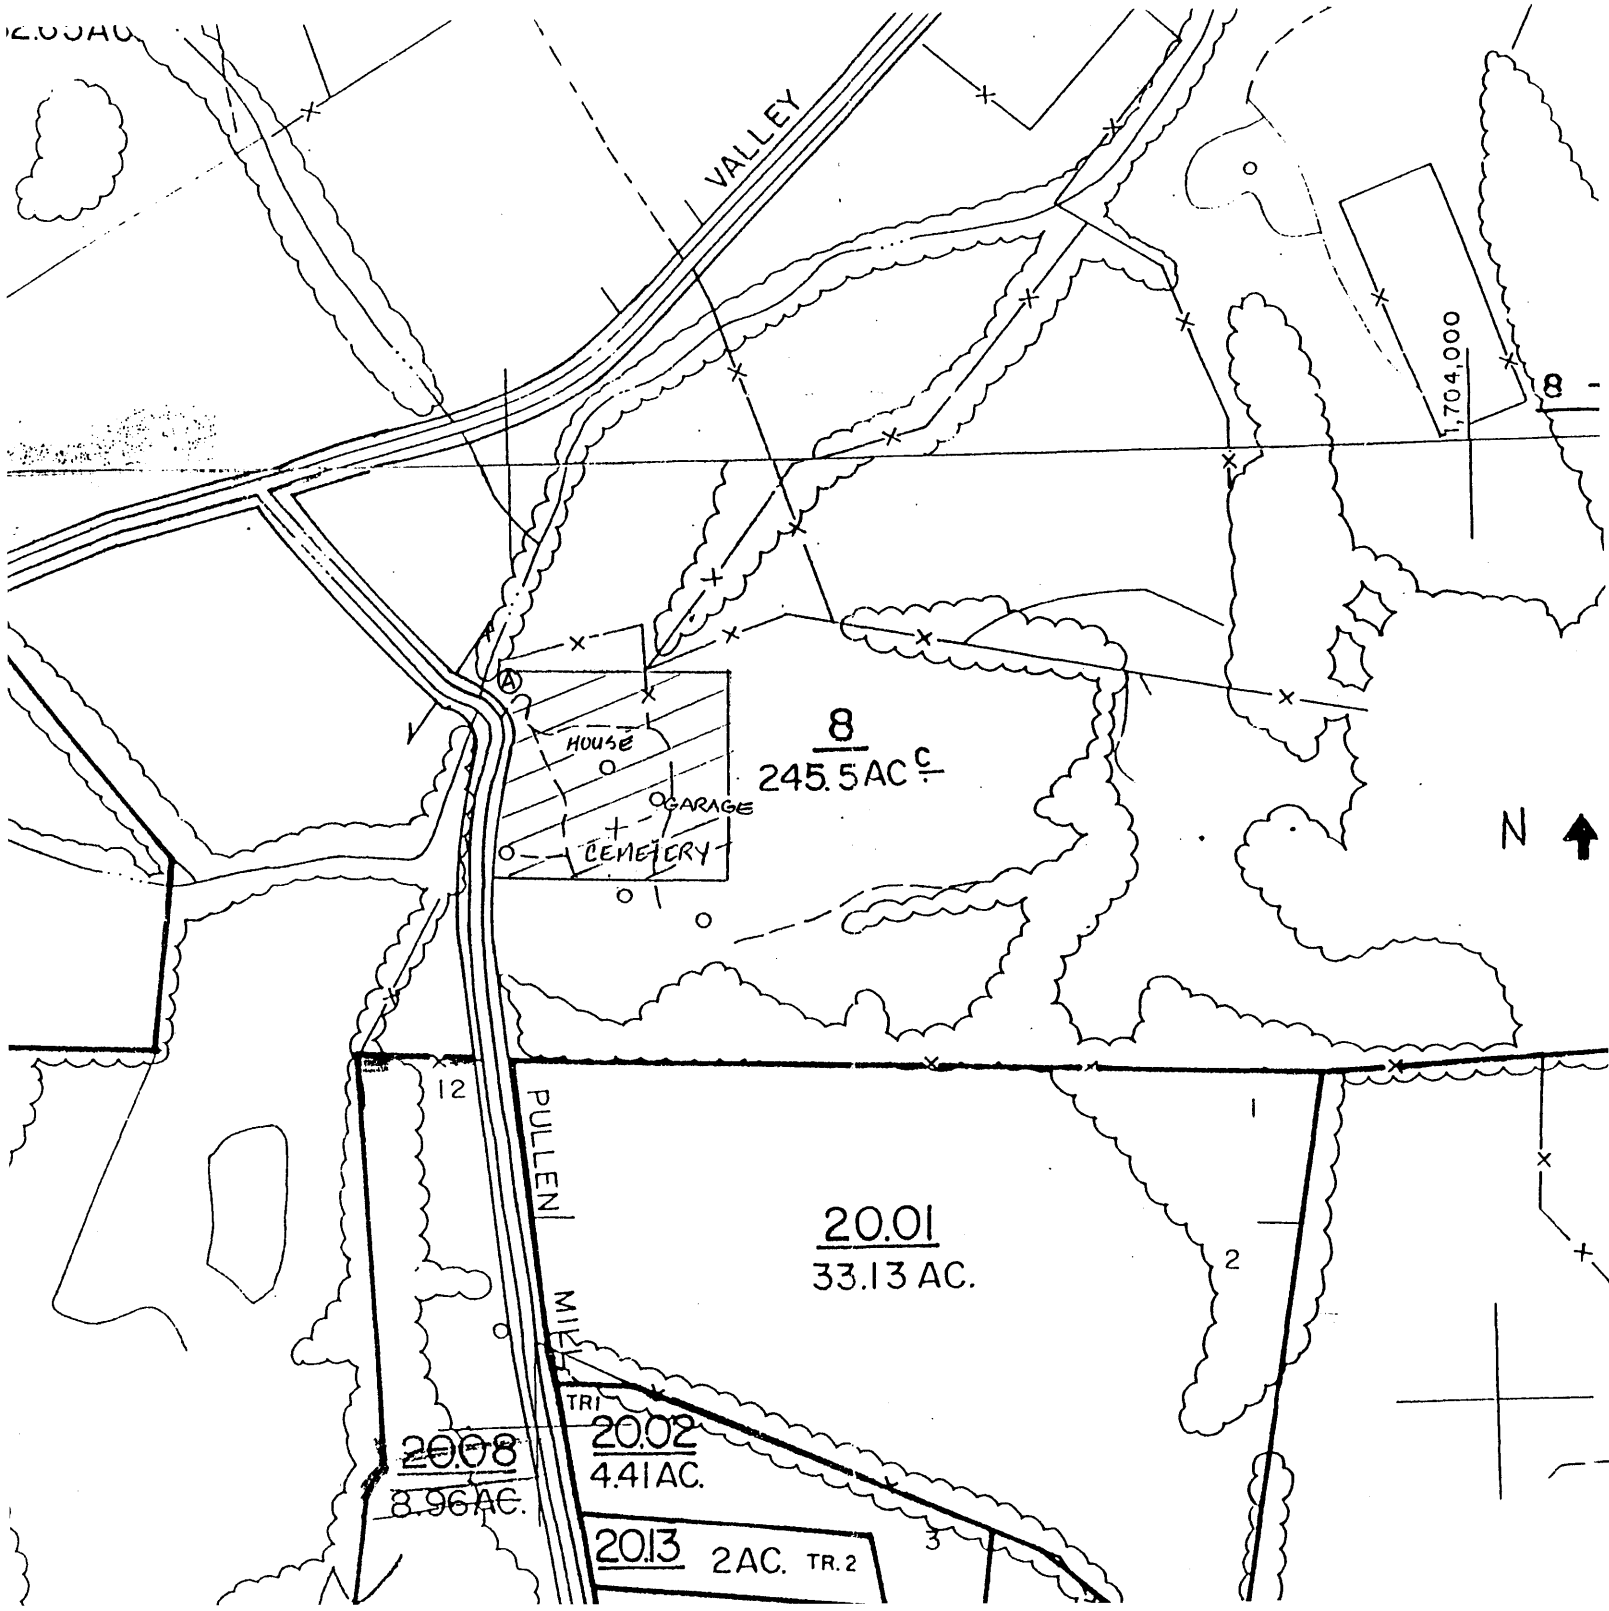 VALLEY
1,704,000
8 -
A
HOUSE
GARAGE
CEMETERY
8
245.5 AC C
N
12
PULLEN
MILL
1
20.01
33.13 AC.
2
TR1
20.02
4.41 AC.
20.08
8.96 AC.
20.13 2 AC. TR. 2
3